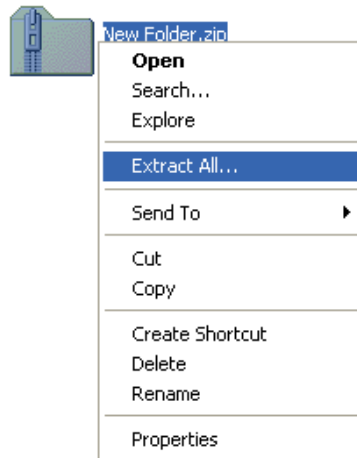 New Folder.zip
Open
Search...
Explore
Extract All...
Send To
Cut
Copy
Create Shortcut
Delete
Rename
Properties